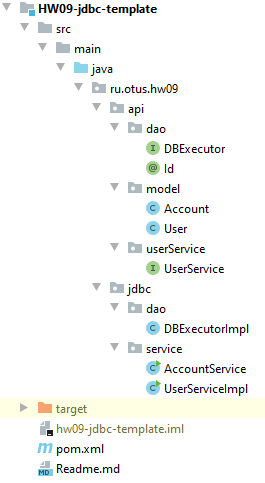 HW09-jdbc-template
src
main
java
ru.otus.hw09
api
dao
DBExecutor
Id
model
Account
User
userService
UserService
jdbc
dao
DBExecutorImpl
service
AccountService
UserServiceImpl
target
hw09-jdbc-template.iml
pom.xml
Readme.md